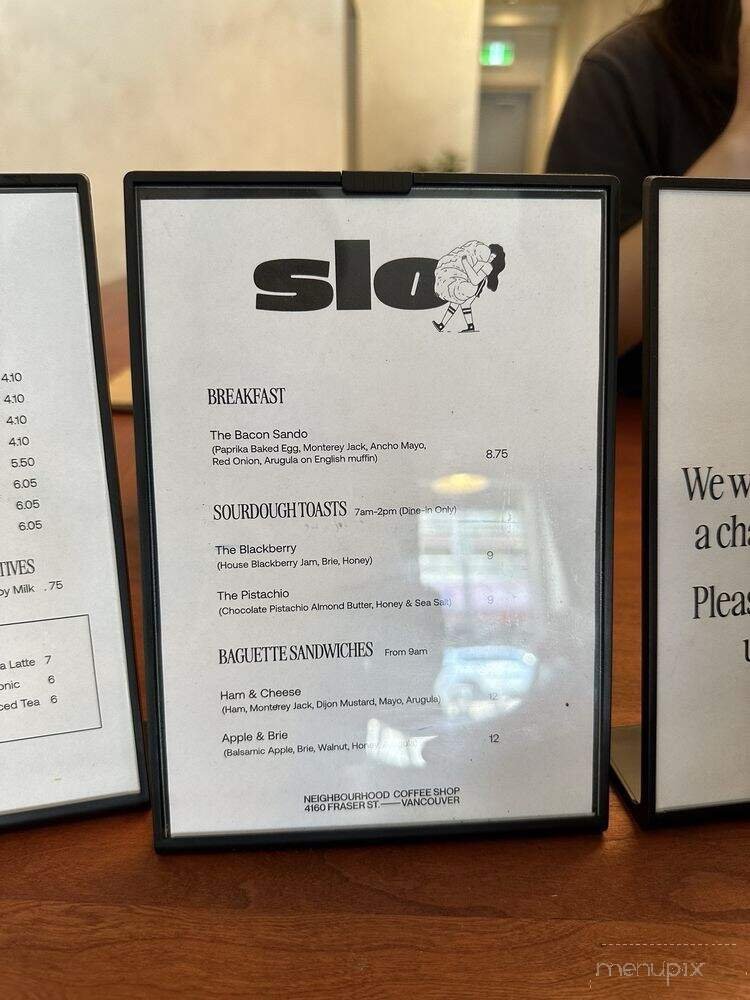 4.10
4.10
4.10
4.10
5.50
6.05
6.05
6.05
TIVES
oy Milk .75
a Latte 7
onic 6
ced Tea 6
slo
BREAKFAST
The Bacon Sando
(Paprika Baked Egg, Monterey Jack, Ancho Mayo,
Red Onion, Arugula on English muffin) 8.75
SOURDOUGH TOASTS 7am-2pm (Dine-in Only)
The Blackberry
(House Blackberry Jam, Brie, Honey) 9
The Pistachio
(Chocolate Pistachio Almond Butter, Honey & Sea Salt) 9
BAGUETTE SANDWICHES From 9am
Ham & Cheese
(Ham, Monterey Jack, Dijon Mustard, Mayo, Arugula) 12
Apple & Brie
(Balsamic Apple, Brie, Walnut, Honey, Arugula) 12
NEIGHBOURHOOD COFFEE SHOP
4160 FRASER ST. — VANCOUVER
We w
a cha
Pleas
u
menupix